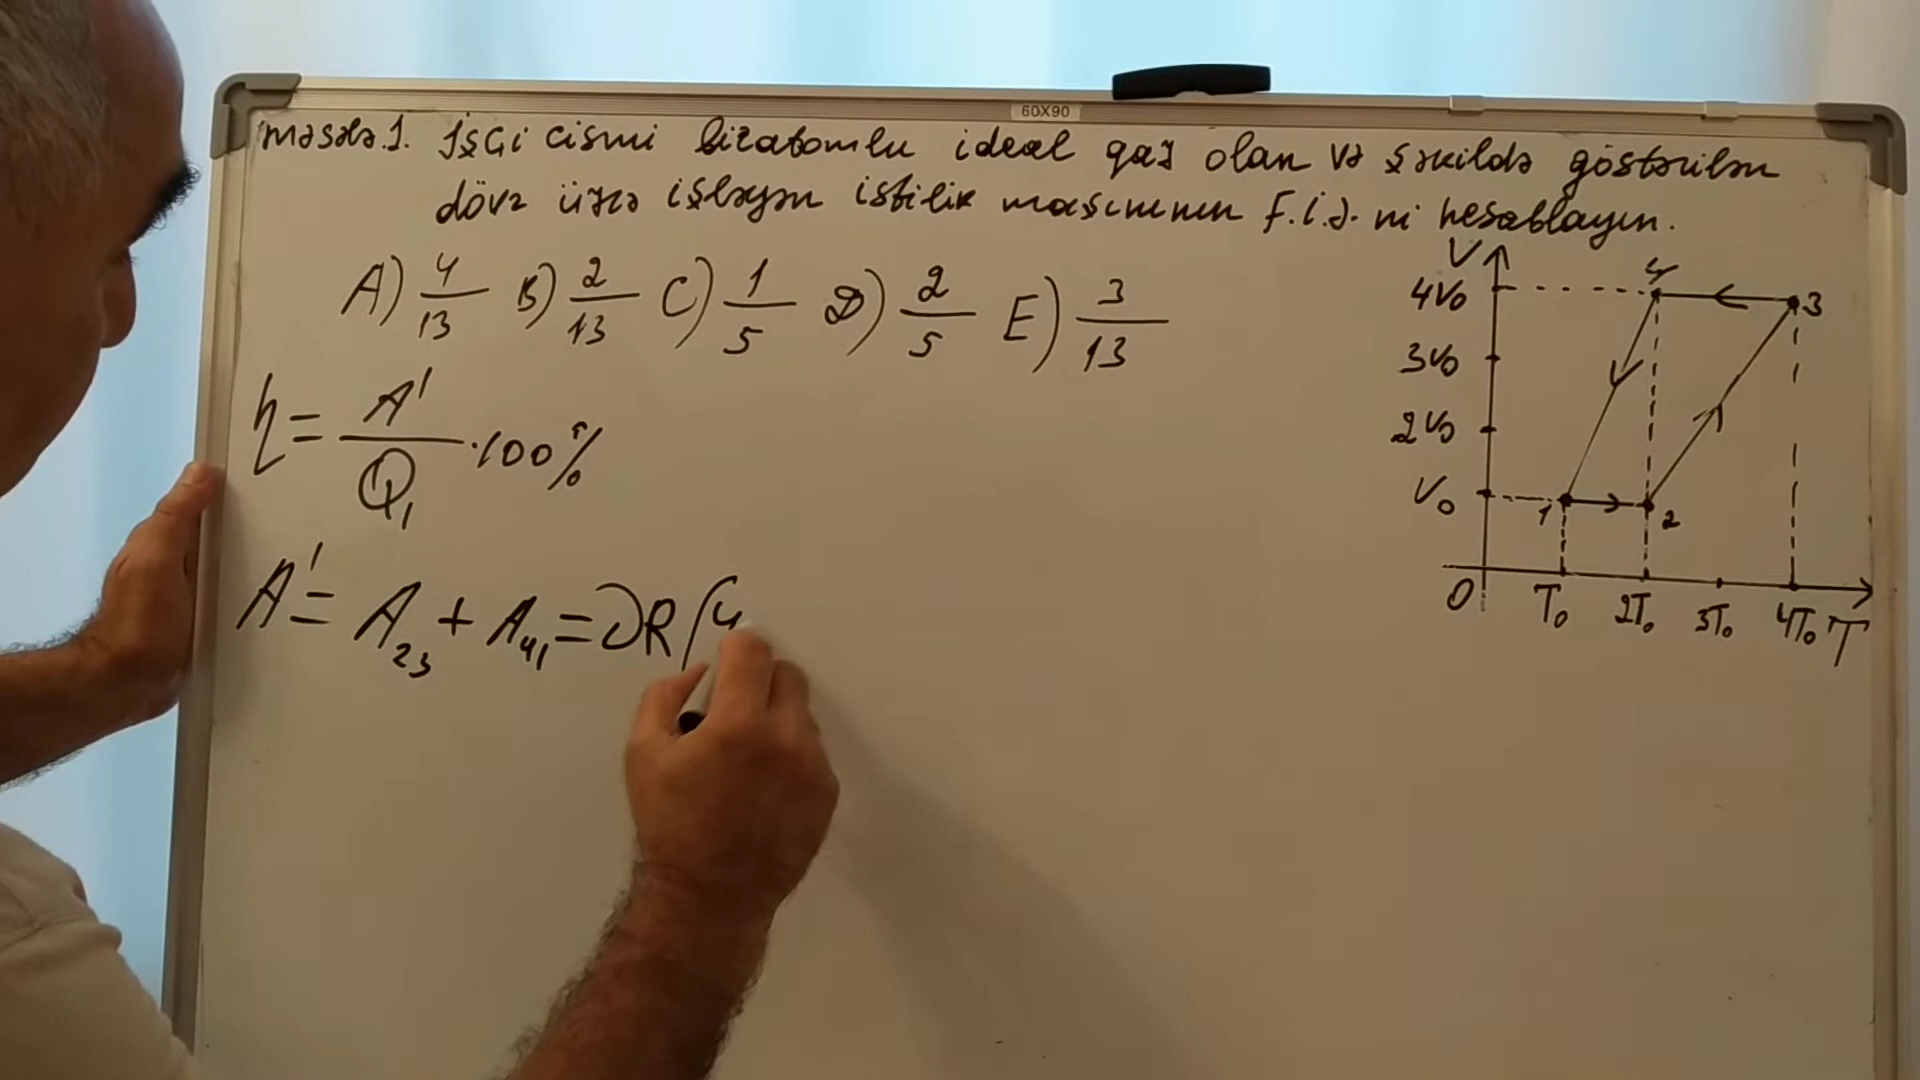 60X90
Məsələ.1. İşçi cismi biratomlu ideal qaz olan və şəkildə göstərilən
dövr üzrə işləyən istilik maşınının f.i.ə. ni hesablayın.
A) 4/13 B) 2/13 C) 1/5 D) 2/5 E) 3/13
η = A'/Q₁ · 100%
A' = A₂₃ + A₄₁ = νR(4
V
4V₀ 4 3
3V₀
2V₀
V₀ 1 2
0 T₀ 2T₀ 3T₀ 4T₀ T